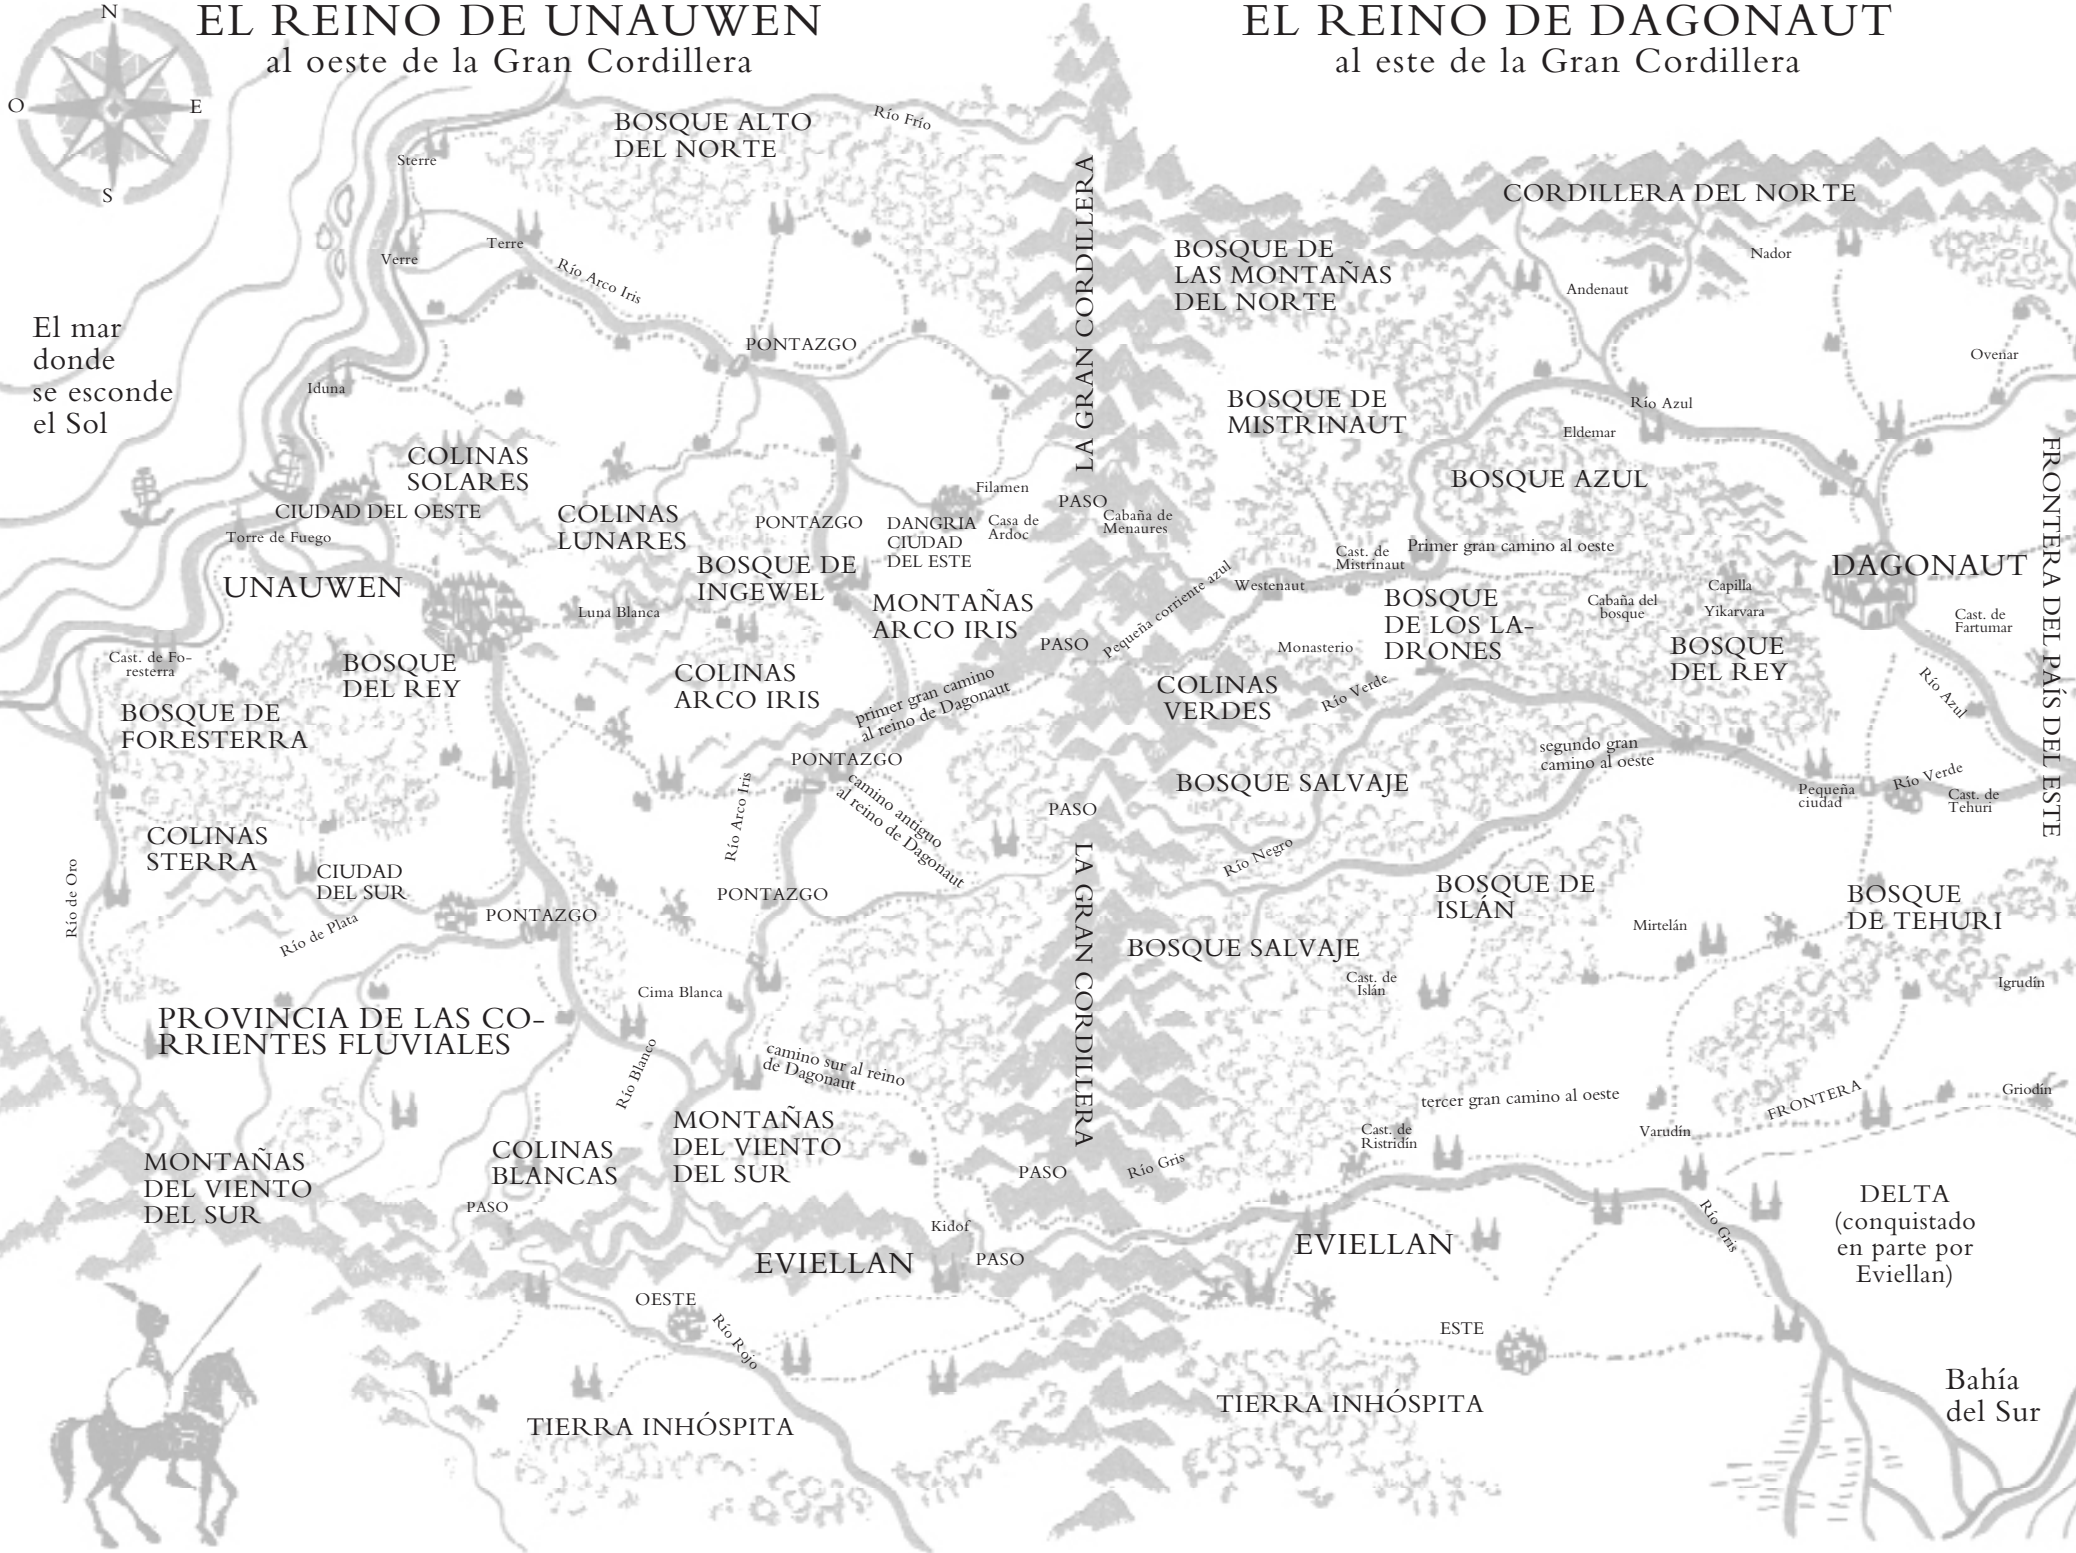 EL REINO DE UNAUWEN
al oeste de la Gran Cordillera
EL REINO DE DAGONAUT
al este de la Gran Cordillera
N
O
E
S
BOSQUE ALTO
DEL NORTE
Río Frío
Sterre
Terre
Verre
Río Arco Iris
El mar
donde
se esconde
el Sol
PONTAZGO
Iduna
COLINAS
SOLARES
CIUDAD DEL OESTE
Torre de Fuego
UNAUWEN
COLINAS
LUNARES
PONTAZGO
Filamen
DANGRIA
CIUDAD
DEL ESTE
Casa de
Ardoc
BOSQUE DE
INGEWEL
Luna Blanca
MONTAÑAS
ARCO IRIS
COLINAS
ARCO IRIS
Cast. de Fo-
resterra
BOSQUE
DEL REY
BOSQUE DE
FORESTERRA
primer gran camino
al reino de Dagonaut
PONTAZGO
camino antiguo
al reino de Dagonaut
Río Arco Iris
COLINAS
STERRA
CIUDAD
DEL SUR
Río de Oro
Río de Plata
PONTAZGO
PONTAZGO
Cima Blanca
PROVINCIA DE LAS CO-
RRIENTES FLUVIALES
Río Blanco
camino sur al reino
de Dagonaut
MONTAÑAS
DEL VIENTO
DEL SUR
COLINAS
BLANCAS
MONTAÑAS
DEL VIENTO
DEL SUR
PASO
Kidof
EVIELLAN
PASO
OESTE
Río Rojo
TIERRA INHÓSPITA
LA GRAN CORDILLERA
PASO
Cabaña de
Menaures
PASO
Pequeña corriente azul
PASO
LA GRAN CORDILLERA
PASO
CORDILLERA DEL NORTE
BOSQUE DE
LAS MONTAÑAS
DEL NORTE
Nador
Andenaut
Ovenar
BOSQUE DE
MISTRINAUT
Río Azul
Eldemar
BOSQUE AZUL
FRONTERA DEL PAÍS DEL ESTE
Primer gran camino al oeste
Cast. de
Mistrinaut
Westenaut
DAGONAUT
BOSQUE
DE LOS LA-
DRONES
Cabaña del
bosque
Capilla
Yikarvara
Cast. de
Fartumar
Monasterio
BOSQUE
DEL REY
COLINAS
VERDES
Río Verde
Río Azul
segundo gran
camino al oeste
BOSQUE SALVAJE
Pequeña
ciudad
Río Verde
Cast. de
Tehuri
Río Negro
BOSQUE DE
ISLÁN
BOSQUE
DE TEHURI
Mirtelán
BOSQUE SALVAJE
Cast. de
Islán
Igrudín
tercer gran camino al oeste
FRONTERA
Griodín
Cast. de
Ristridín
Varudín
Río Gris
DELTA
(conquistado
en parte por
Eviellan)
Río Gris
EVIELLAN
ESTE
TIERRA INHÓSPITA
Bahía
del Sur